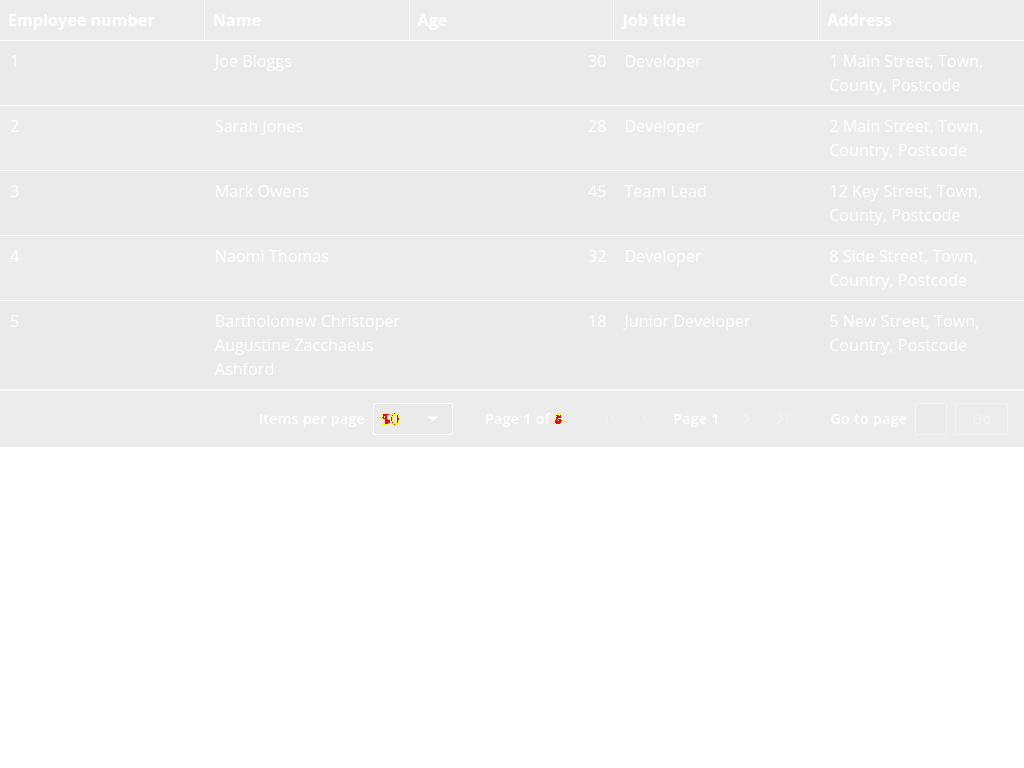 Employee number Name Age Job title Address
1 Joe Bloggs 30 Developer 1 Main Street, Town,
County, Postcode
2 Sarah Jones 28 Developer 2 Main Street, Town,
Country, Postcode
3 Mark Owens 45 Team Lead 12 Key Street, Town,
County, Postcode
4 Naomi Thomas 32 Developer 8 Side Street, Town,
Country, Postcode
5 Bartholomew Christoper 18 Junior Developer 5 New Street, Town,
Augustine Zacchaeus Country, Postcode
Ashford
Items per page Page 1 of Page 1 Go to page Go